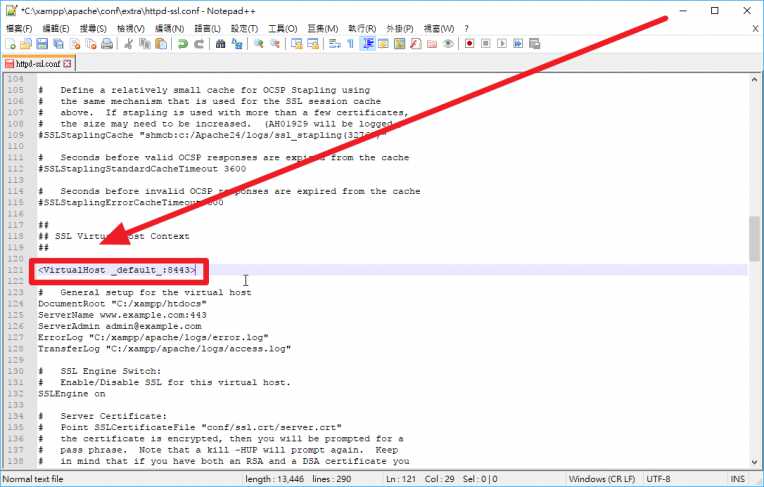 *C:\xampp\apache\conf\extra\httpd-ssl.conf - Notepad++
檔案(F) 編輯(E) 搜尋(S) 檢視(V) 編碼(N) 語言(L) 設定(T) 工具(O) 巨集(M) 執行(R) 外掛(P) 視窗(W) ? X
httpd-ssl.conf
104
105 #   Define a relatively small cache for OCSP Stapling using
106 #   the same mechanism that is used for the SSL session cache
107 #   above.  If stapling is used with more than a few certificates,
108 #   the size may need to be increased.  (AH01929 will be logged
109 #SSLStaplingCache "shmcb:c:/Apache24/logs/ssl_stapling(
110
111 #   Seconds before valid OCSP responses are expired from the cache
112 #SSLStaplingStandardCacheTimeout 3600
113
114 #   Seconds before invalid OCSP responses are expired from the cache
115 #SSLStaplingErrorCacheTimeout
116
117 ##
118 ## SSL Context
119 ##
120
121 <VirtualHost _default_:8443>
122
123 #   General setup for the virtual host
124 DocumentRoot "C:/xampp/htdocs"
125 ServerName www.example.com:443
126 ServerAdmin admin@example.com
127 ErrorLog "C:/xampp/apache/logs/error.log"
128 TransferLog "C:/xampp/apache/logs/access.log"
129
130 #   SSL Engine Switch:
131 #   Enable/Disable SSL for this virtual host.
132 SSLEngine on
133
134 #   Server Certificate:
135 #   Point SSLCertificateFile "conf/ssl.crt/server.crt"
136 #   the certificate is encrypted, then you will be prompted for a
137 #   pass phrase.  Note that a kill -HUP will prompt again.  Keep
138 #   in mind that if you have both an RSA and a DSA certificate you
Normal text file length : 13,446 lines : 290 Ln : 121 Col : 29 Sel : 0 | 0 Windows (CR LF) UTF-8 INS